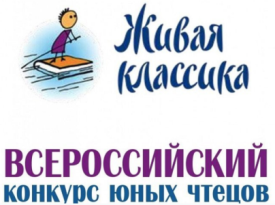 Живая
классика
ВСЕРОССИЙСКИЙ
конкурс юных чтецов